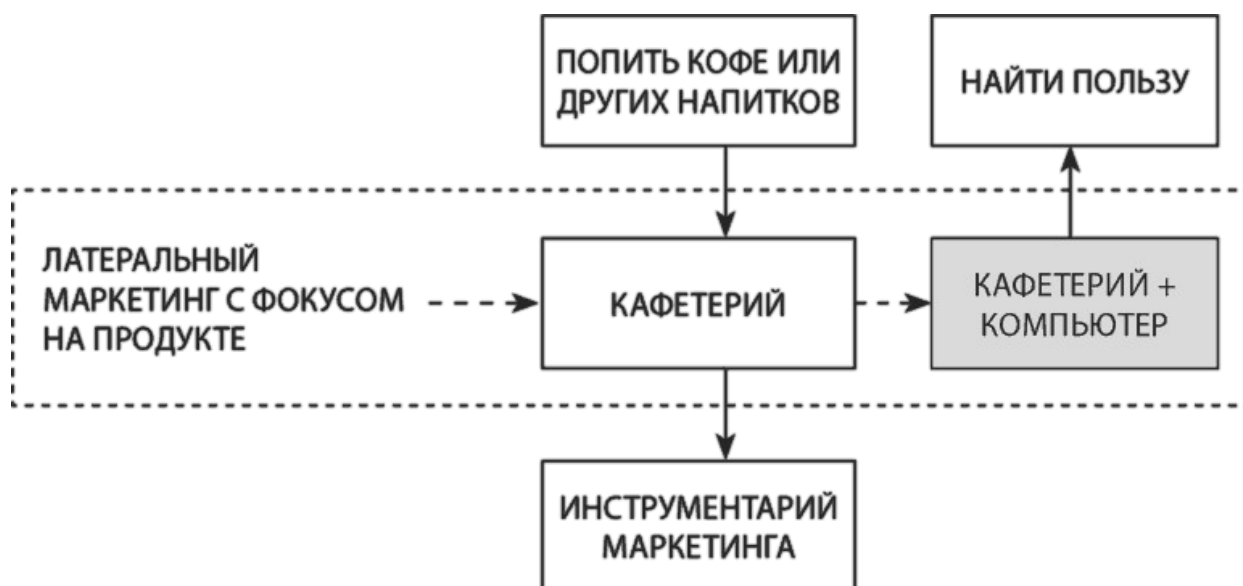 ПОПИТЬ КОФЕ ИЛИ
ДРУГИХ НАПИТКОВ
НАЙТИ ПОЛЬЗУ
ЛАТЕРАЛЬНЫЙ
МАРКЕТИНГ С ФОКУСОМ
НА ПРОДУКТЕ
КАФЕТЕРИЙ
КАФЕТЕРИЙ +
КОМПЬЮТЕР
ИНСТРУМЕНТАРИЙ
МАРКЕТИНГА